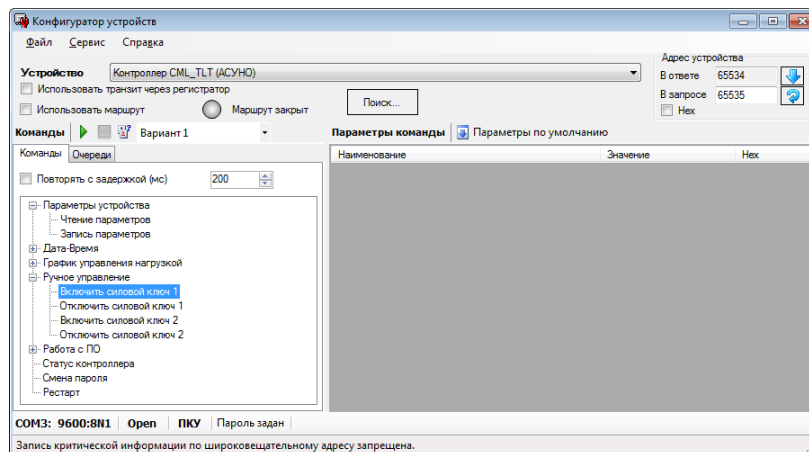 Конфигуратор устройств
Файл Сервис Справка
Адрес устройства
Устройство Контроллер CML_TLT (АСУНО)
В ответе 65534
Использовать транзит через регистратор
Использовать маршрут Маршрут закрыт Поиск...
В запросе 65535
Hex
Команды Вариант 1 Параметры команды Параметры по умолчанию
Команды Очереди
Наименование Значение Hex
Повторять с задержкой (мс) 200
Параметры устройства
Чтение параметров
Запись параметров
Дата-Время
График управления нагрузкой
Ручное управление
Включить силовой ключ 1
Отключить силовой ключ 1
Включить силовой ключ 2
Отключить силовой ключ 2
Работа с ПО
Статус контроллера
Смена пароля
Рестарт
COM3: 9600:8N1 Open ПКУ Пароль задан
Запись критической информации по широковещательному адресу запрещена.